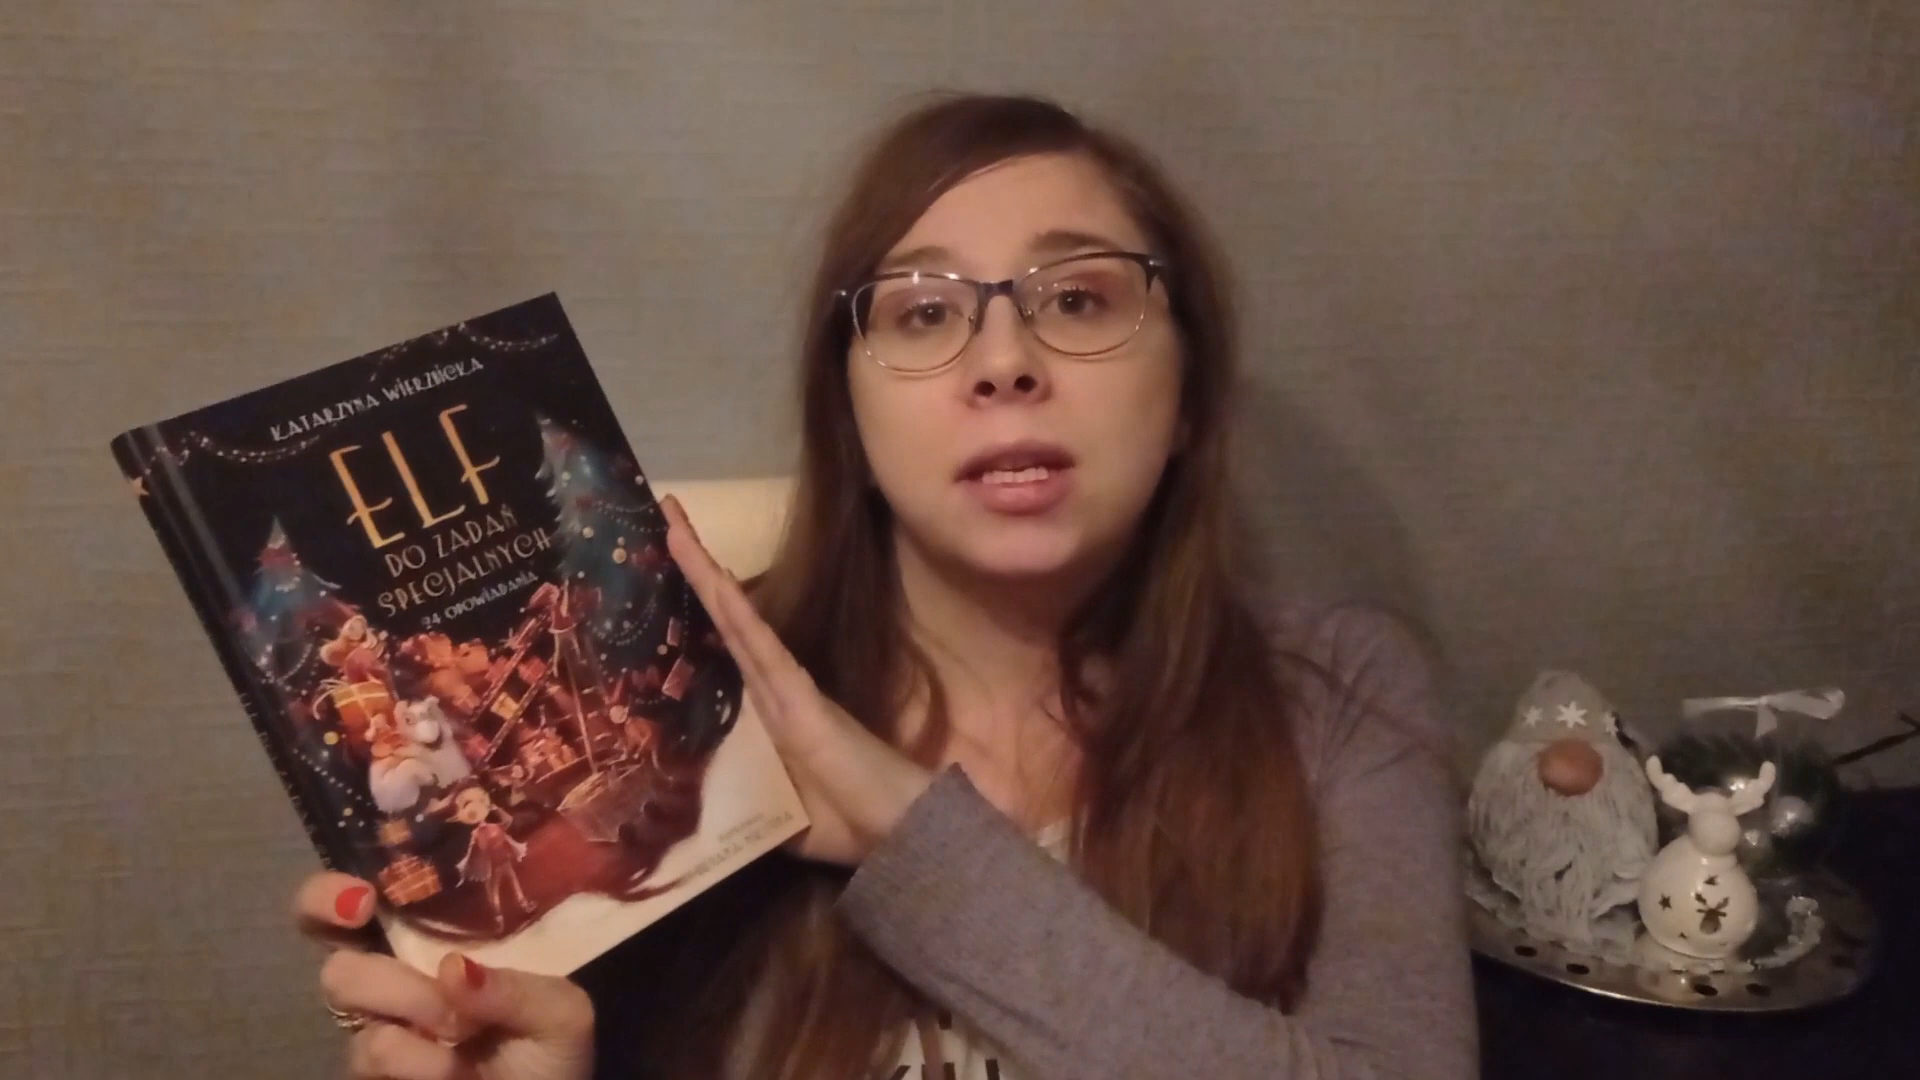 KATARZYNA WIERZBICKA
ELF
DO ZADAŃ
SPECJALNYCH
24 OPOWIADANIA